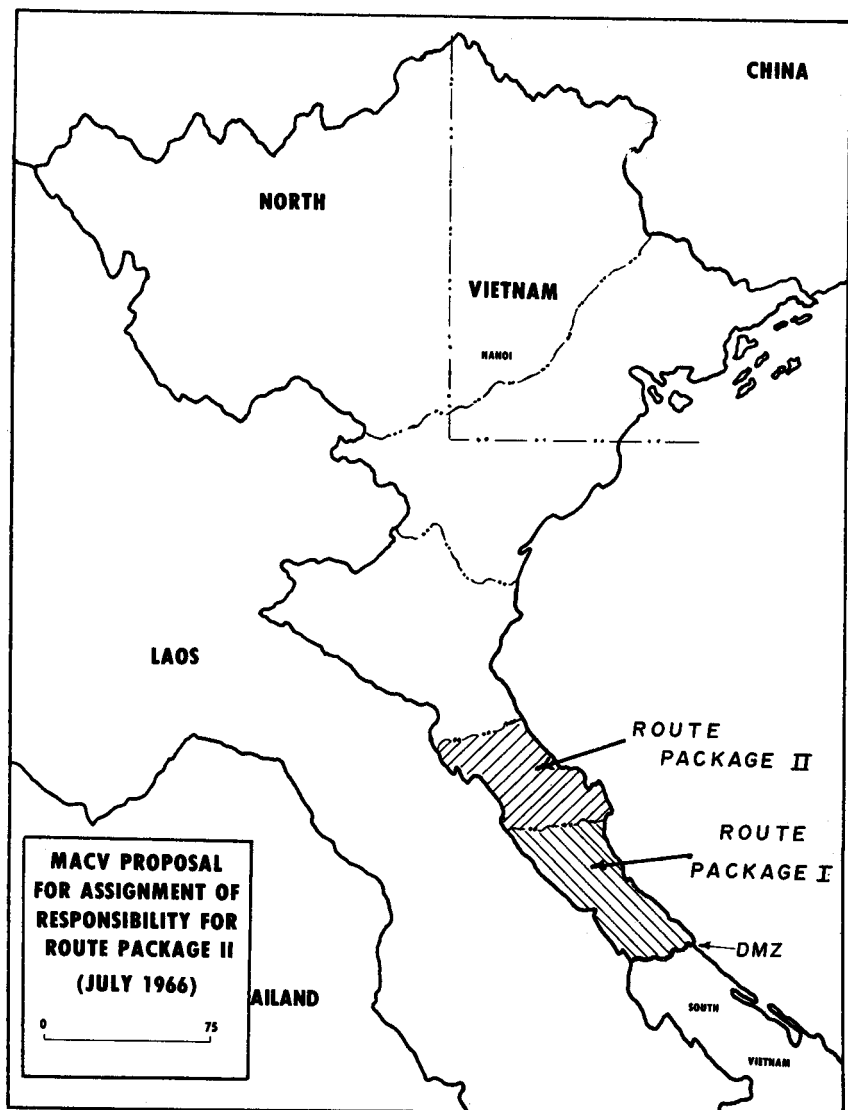 CHINA
NORTH
VIETNAM
HANOI
LAOS
ROUTE
PACKAGE II
ROUTE
PACKAGE I
DMZ
MACV PROPOSAL
FOR ASSIGNMENT OF
RESPONSIBILITY FOR
ROUTE PACKAGE II
(JULY 1966)
0 75
AILAND
SOUTH
VIETNAM